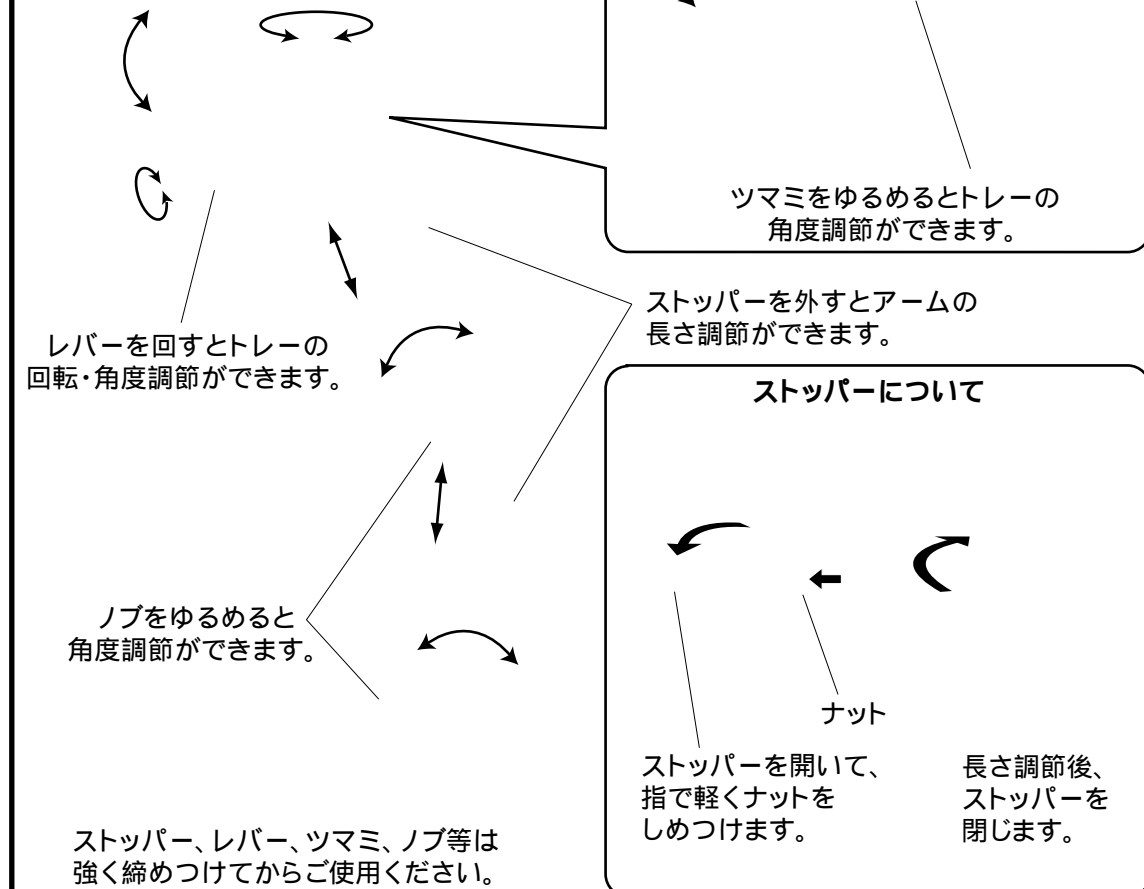 ツマミをゆるめるとトレーの
角度調節ができます。
ストッパーを外すとアームの
長さ調節ができます。
レバーを回すとトレーの
回転・角度調節ができます。
ストッパーについて
ノブをゆるめると
角度調節ができます。
ナット
ストッパーを開いて、
指で軽くナットを
しめつけます。
長さ調節後、
ストッパーを
閉じます。
ストッパー、レバー、ツマミ、ノブ等は
強く締めつけてからご使用ください。